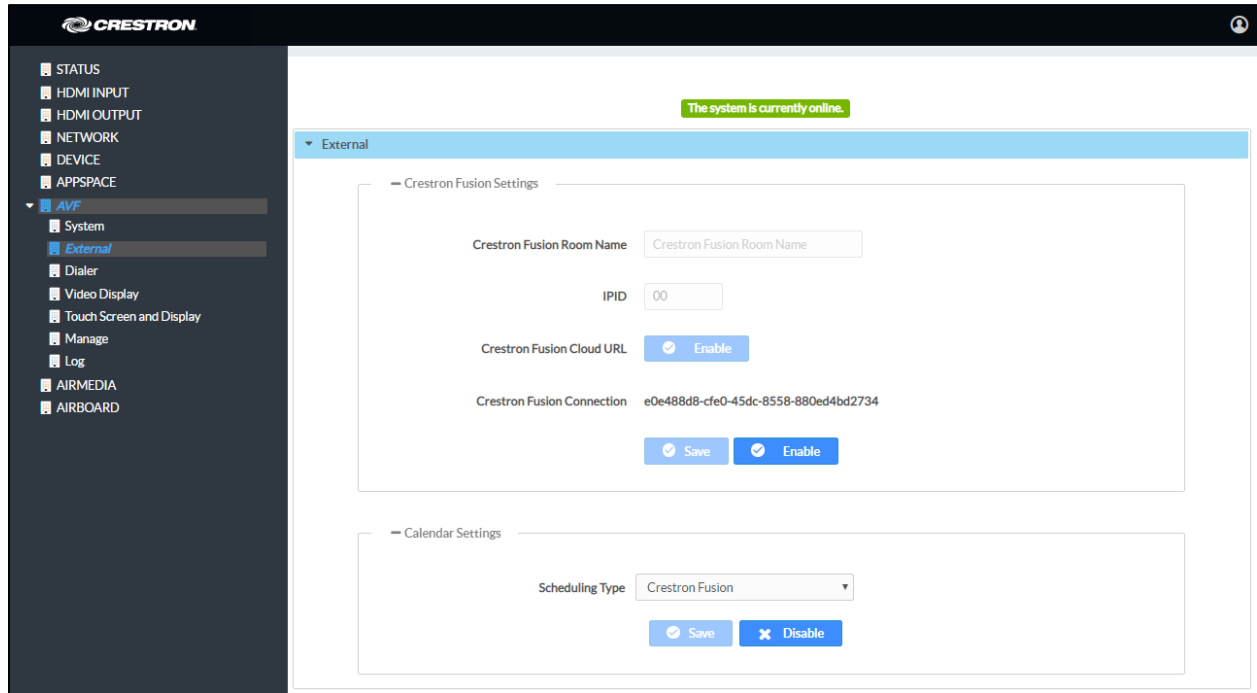 CRESTRON
STATUS
HDMI INPUT
HDMI OUTPUT
NETWORK
DEVICE
APPSPACE
AVF
System
External
Dialer
Video Display
Touch Screen and Display
Manage
Log
AIRMEDIA
AIRBOARD
The system is currently online.
External
Crestron Fusion Settings
Crestron Fusion Room Name Crestron Fusion Room Name
IPID 00
Crestron Fusion Cloud URL Enable
Crestron Fusion Connection e0e488d8-cfe0-45dc-8558-880ed4bd2734
Save Enable
Calendar Settings
Scheduling Type Crestron Fusion
Save Disable